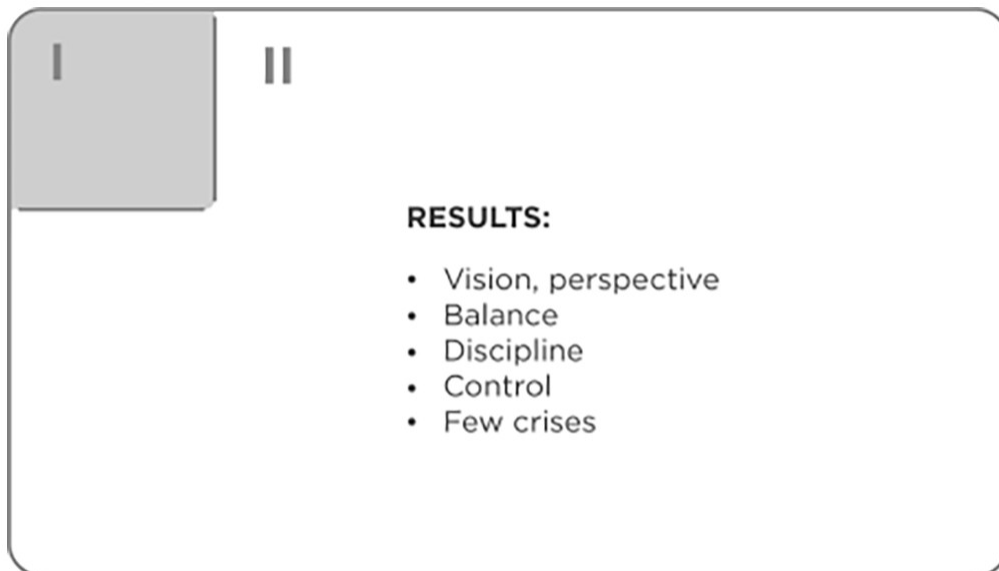 I II
RESULTS:
• Vision, perspective
• Balance
• Discipline
• Control
• Few crises